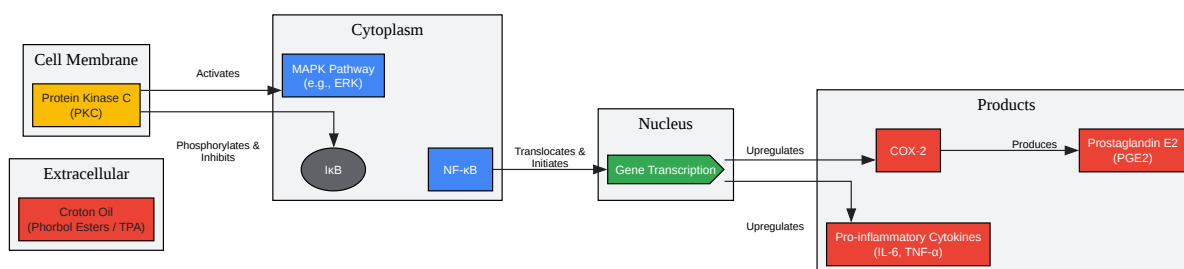 Cell Membrane
Protein Kinase C
(PKC)
Extracellular
Croton Oil
(Phorbol Esters / TPA)
Activates
Phosphorylates &
Inhibits
Cytoplasm
MAPK Pathway
(e.g., ERK)
IκB
NF-κB
Translocates &
Initiates
Nucleus
Gene Transcription
Upregulates
Upregulates
Products
COX-2
Produces
Prostaglandin E2
(PGE2)
Pro-inflammatory Cytokines
(IL-6, TNF-α)